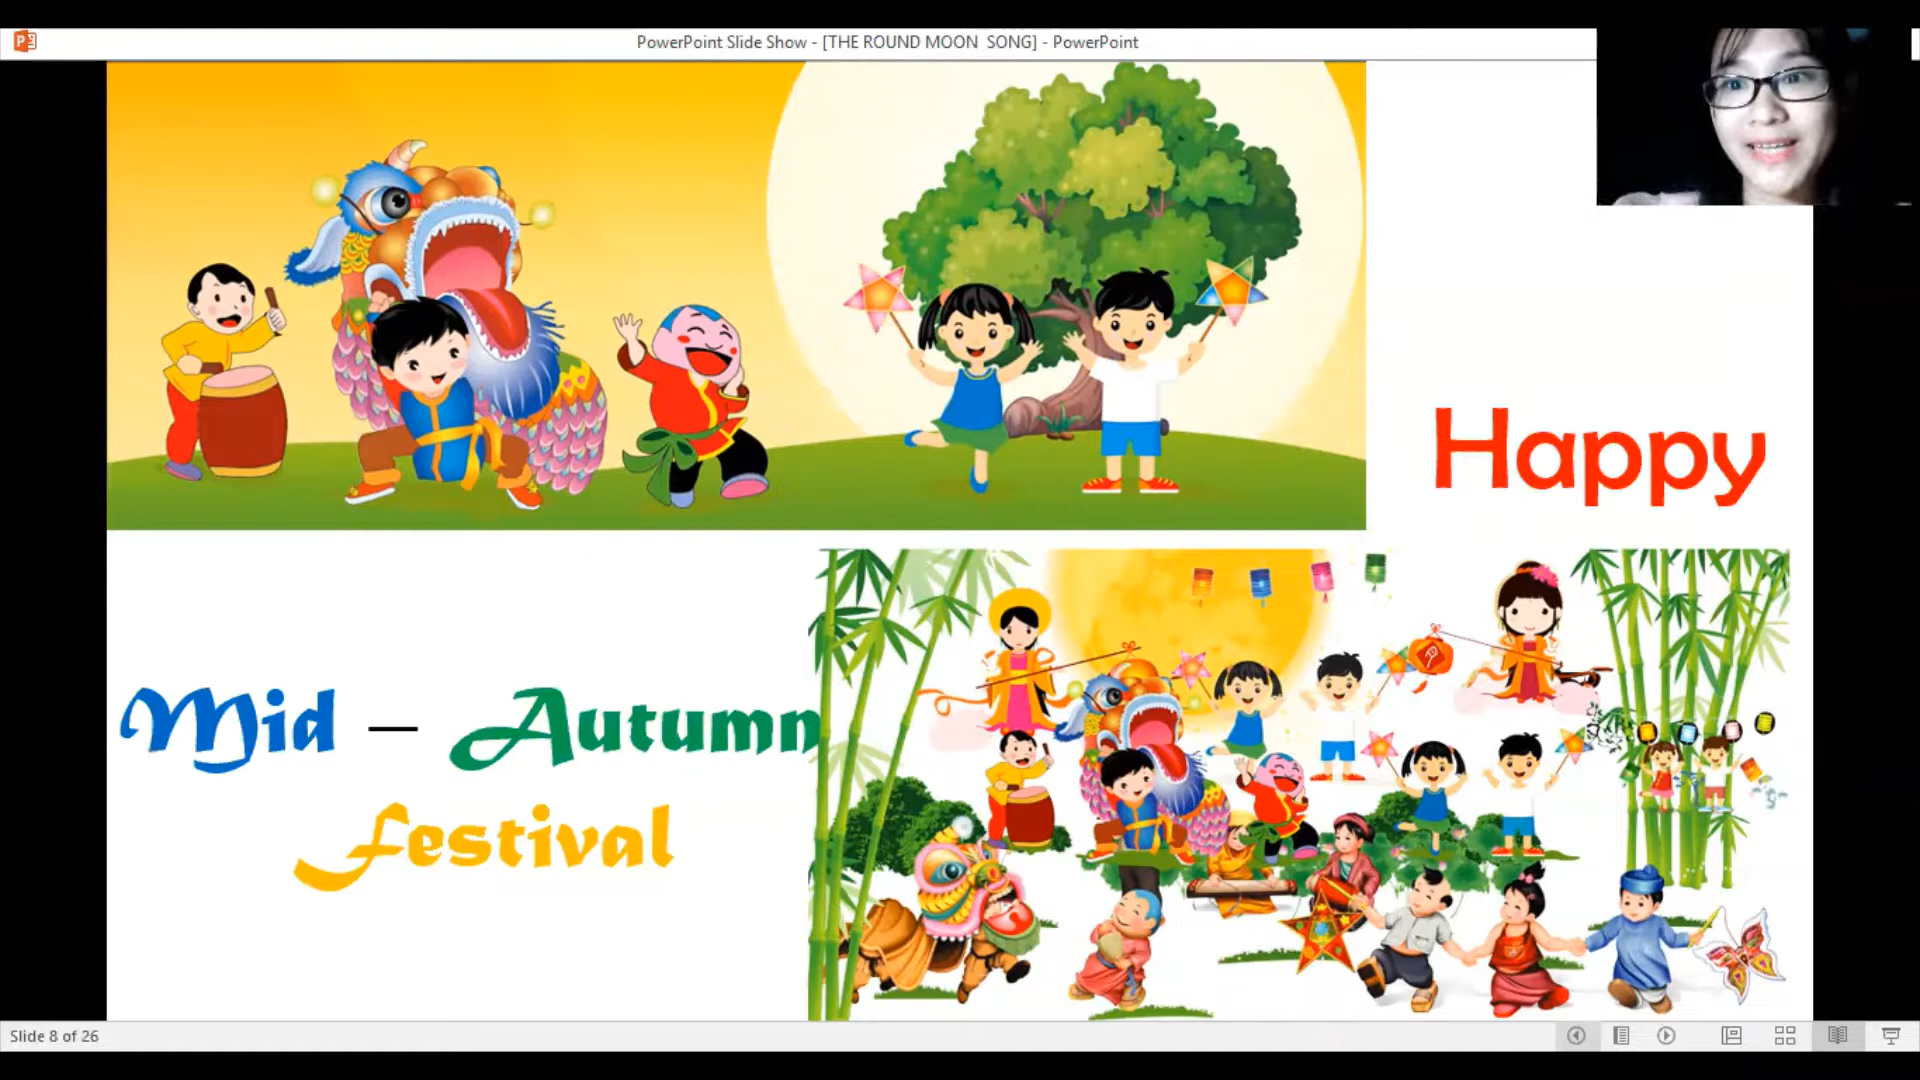 PowerPoint Slide Show - [THE ROUND MOON  SONG] - PowerPoint
Happy
Mid – Autumn
Festival
Slide 8 of 26